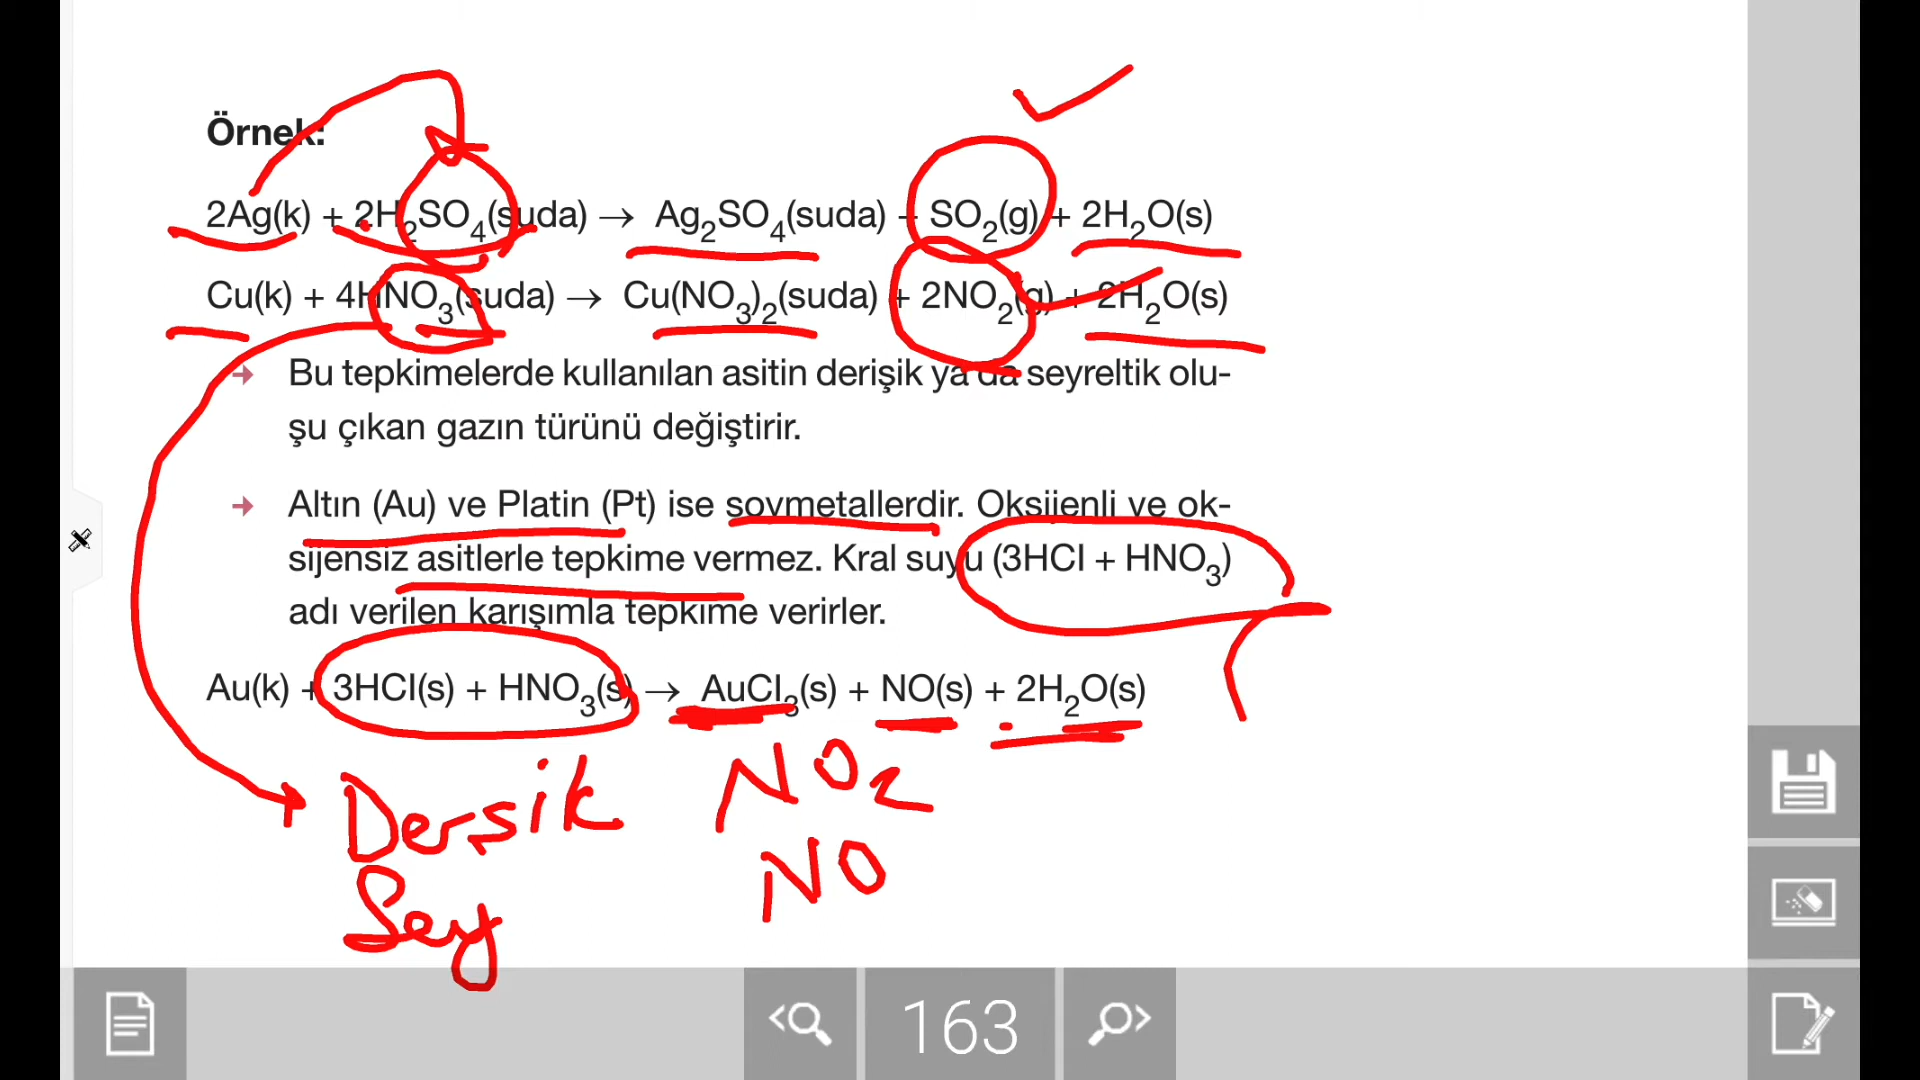 Örnek:
2Ag(k) + 2H₂SO₄(suda) → Ag₂SO₄(suda) + SO₂(g) + 2H₂O(s)
Cu(k) + 4HNO₃(suda) → Cu(NO₃)₂(suda) + 2NO₂(g) + 2H₂O(s)
→ Bu tepkimelerde kullanılan asitin derişik ya da seyreltik olu-
şu çıkan gazın türünü değiştirir.
→ Altın (Au) ve Platin (Pt) ise soymetallerdir. Oksijenli ve ok-
sijensiz asitlerle tepkime vermez. Kral suyu (3HCl + HNO₃)
adı verilen karışımla tepkime verirler.
Au(k) + 3HCl(s) + HNO₃(s) → AuCl₃(s) + NO(s) + 2H₂O(s)
Derşik NO₂
Sey NO
163